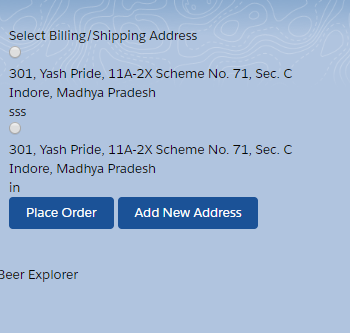 Select Billing/Shipping Address
301, Yash Pride, 11A-2X Scheme No. 71, Sec. C
Indore, Madhya Pradesh
sss
301, Yash Pride, 11A-2X Scheme No. 71, Sec. C
Indore, Madhya Pradesh
in
Place Order Add New Address
Beer Explorer